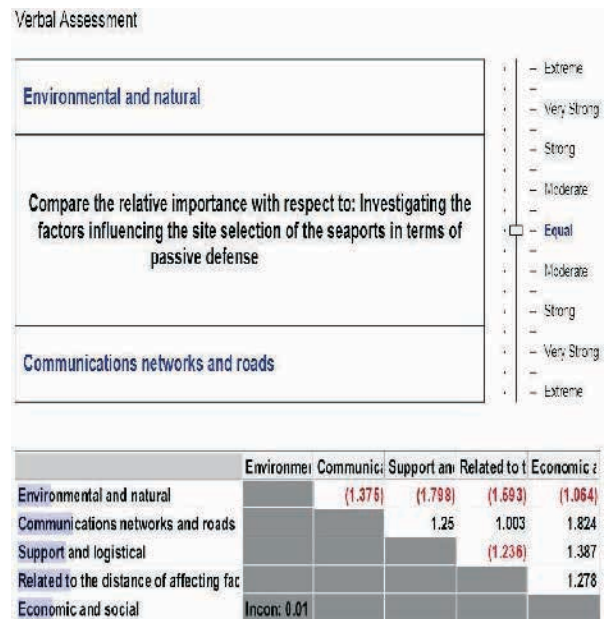 Verbal Assessment
Environmental and natural
Compare the relative importance with respect to: Investigating the
factors influencing the site selection of the seaports in terms of
passive defense
Communications networks and roads
Extreme
Very Strong
Strong
Moderate
Equal
Moderate
Strong
Very Strong
Extreme
Environmei Communica Support an Related to t Economic a
Environmental and natural (1.375) (1.798) (1.593) (1.064)
Communications networks and roads 1.25 1.003 1.824
Support and logistical (1.236) 1.387
Related to the distance of affecting fac 1.278
Economic and social Incon: 0.01